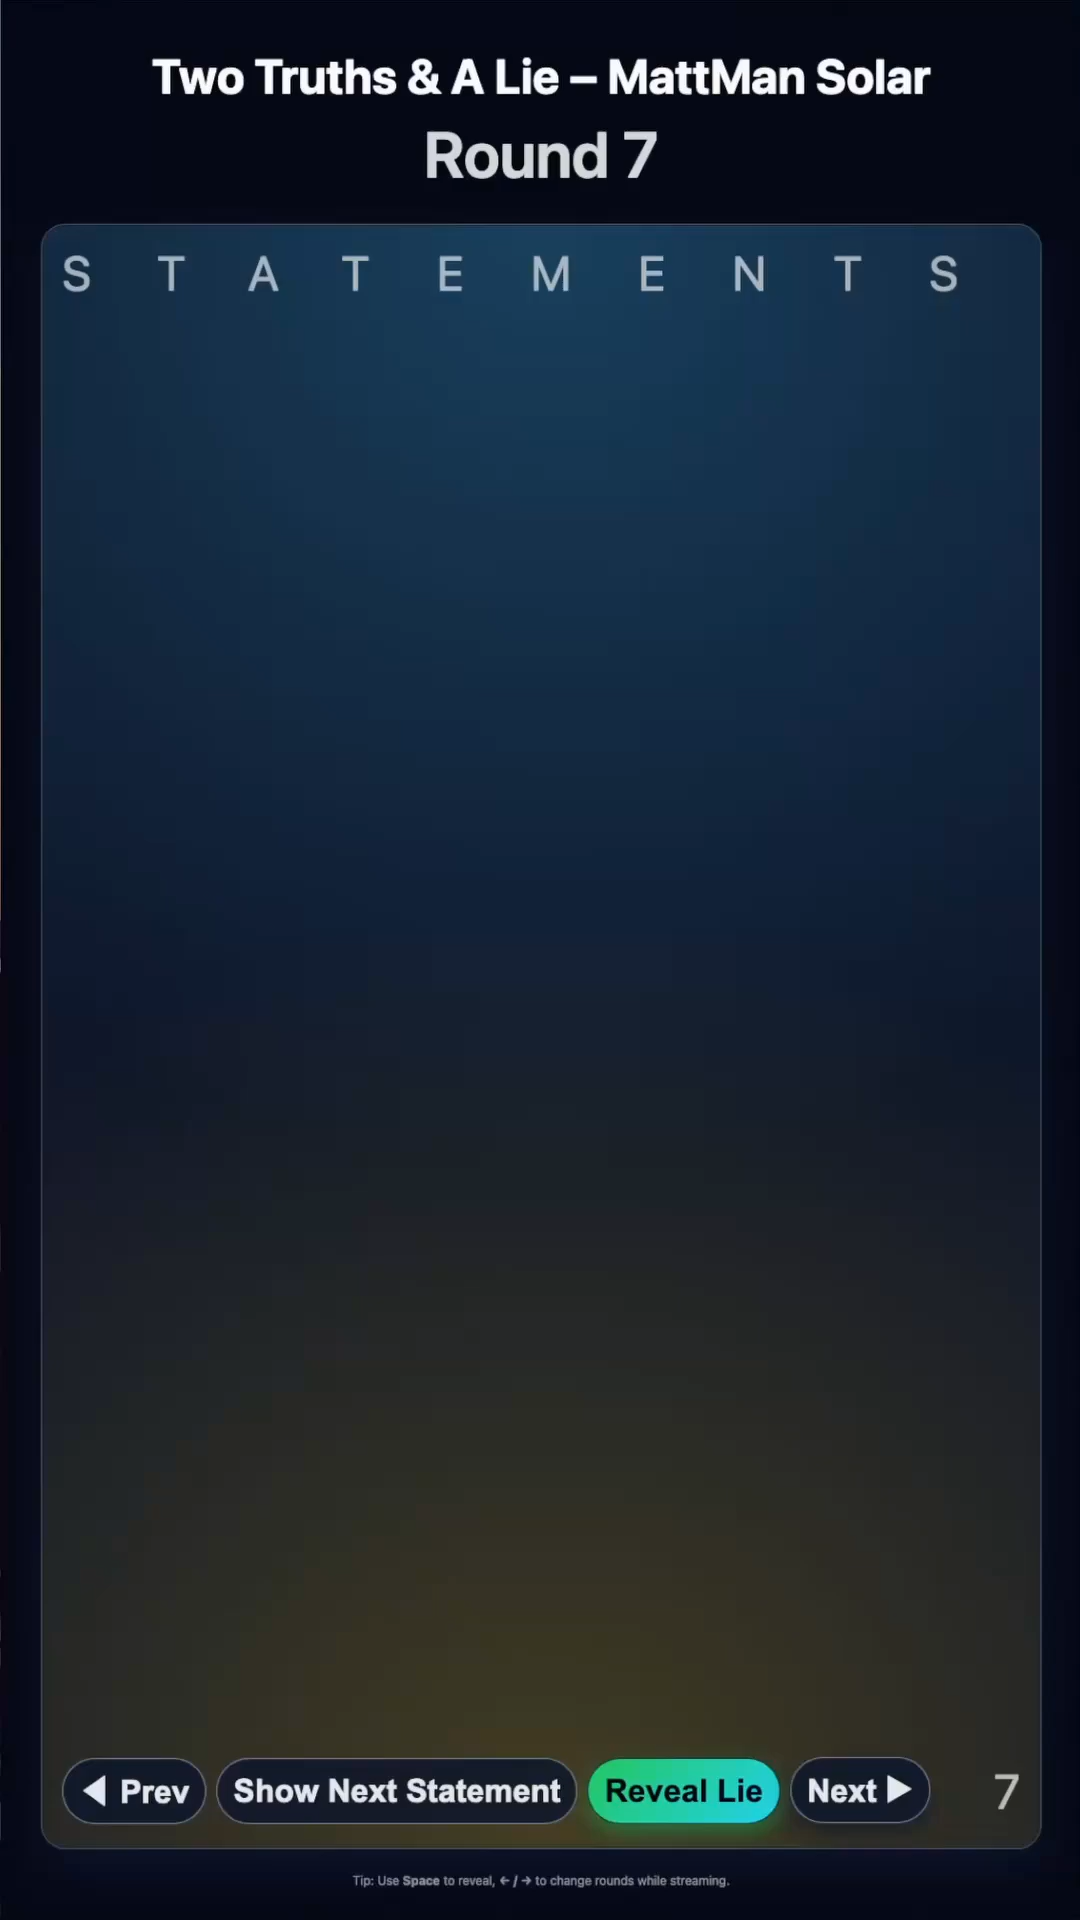 Two Truths & A Lie – MattMan Solar
Round 7
STATEMENTS
◀ Prev
Show Next Statement
Reveal Lie
Next ▶
7
Tip: Use Space to reveal, ← / → to change rounds while streaming.